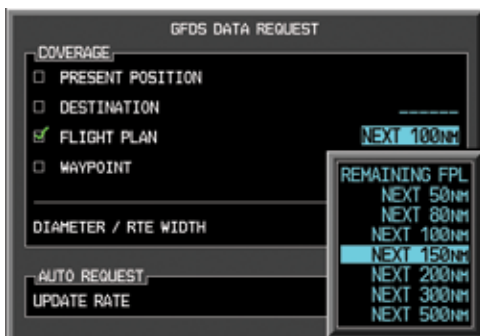 GFDS DATA REQUEST
COVERAGE
PRESENT POSITION
DESTINATION ______
FLIGHT PLAN NEXT 100NM
WAYPOINT
DIAMETER / RTE WIDTH
AUTO REQUEST
UPDATE RATE
REMAINING FPL
NEXT 50NM
NEXT 80NM
NEXT 100NM
NEXT 150NM
NEXT 200NM
NEXT 300NM
NEXT 500NM